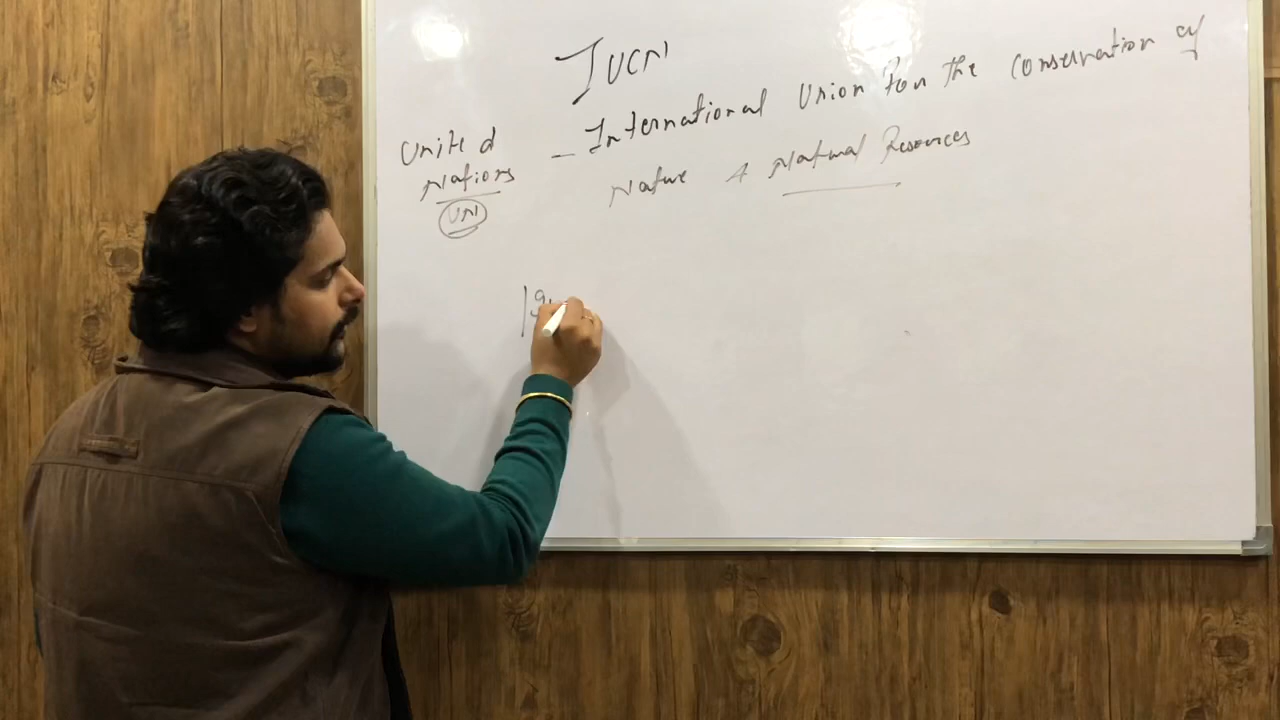 IUCN
- International Union For the conservation of
Nature & Natural Resources
United
Nations
UN
19